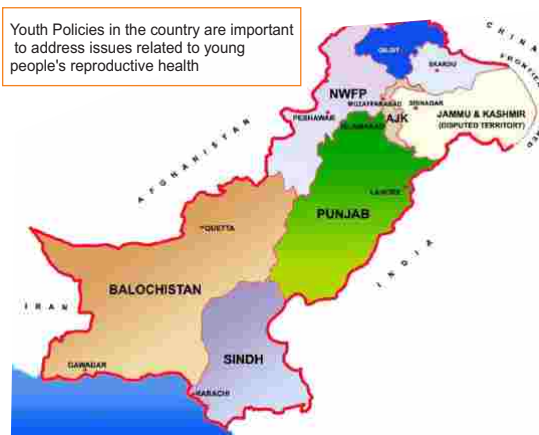 Youth Policies in the country are important
to address issues related to young
people's reproductive health
CHINA
GILGIT
SKARDU
FRONTIER
NWFP
MUZAFFARABAD
SRINAGAR
PESHAWAR
ISLAMABAD
AJK
JAMMU & KASHMIR
(DISPUTED TERRITORY)
AFGHANISTAN
LAHORE
PUNJAB
QUETTA
INDIA
BALOCHISTAN
IRAN
SINDH
GAWADAR
KARACHI